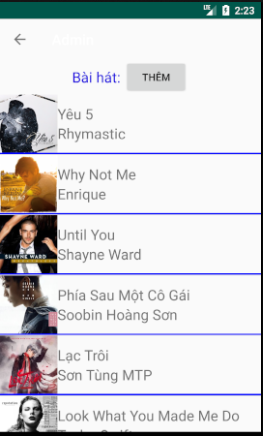 2:23
Admin
Bài hát: THÊM
Yêu 5
Rhymastic
Why Not Me
Enrique
SHAYNE WARD
Until You
Shayne Ward
Phía Sau Một Cô Gái
Soobin Hoàng Sơn
Lạc Trôi
Sơn Tùng MTP
Look What You Made Me Do